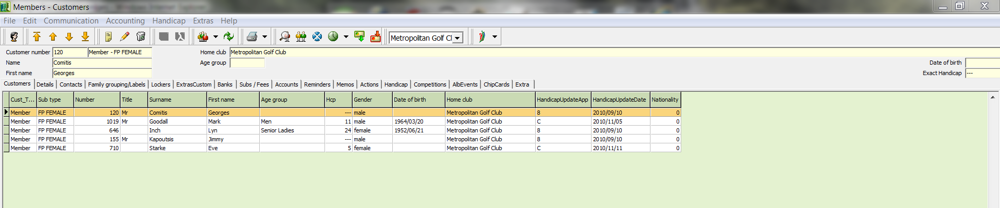 Members - Customers
File Edit Communication Accounting Handicap Extras Help
Metropolitan Golf Cl
Customer number 120 Member - FP FEMALE Home club Metropolitan Golf Club
Name Comitis Age group Date of birth
First name Georges Exact Handicap ---
Customers Details Contacts Family grouping/Labels Lockers ExtrasCustom Banks Subs / Fees Accounts Reminders Memos Actions Handicap Competitions AlbEvents ChipCards Extra
Cust_T... Sub type Number Title Surname First name Age group Hcp Gender Date of birth Home club HandicapUpdateApp HandicapUpdateDate Nationality
Member FP FEMALE 120 Mr Comitis Georges --- male Metropolitan Golf Club 8 2010/09/10 0
Member FP FEMALE 1019 Mr Goodall Mark Men 11 male 1964/03/20 Metropolitan Golf Club C 2010/11/05 0
Member FP FEMALE 646 Inch Lyn Senior Ladies 24 female 1952/06/21 Metropolitan Golf Club 8 2010/09/10 0
Member FP FEMALE 155 Mr Kapoutsis Jimmy --- male Metropolitan Golf Club 8 2010/09/10 0
Member FP FEMALE 710 Starke Eve 5 female Metropolitan Golf Club C 2010/11/11 0